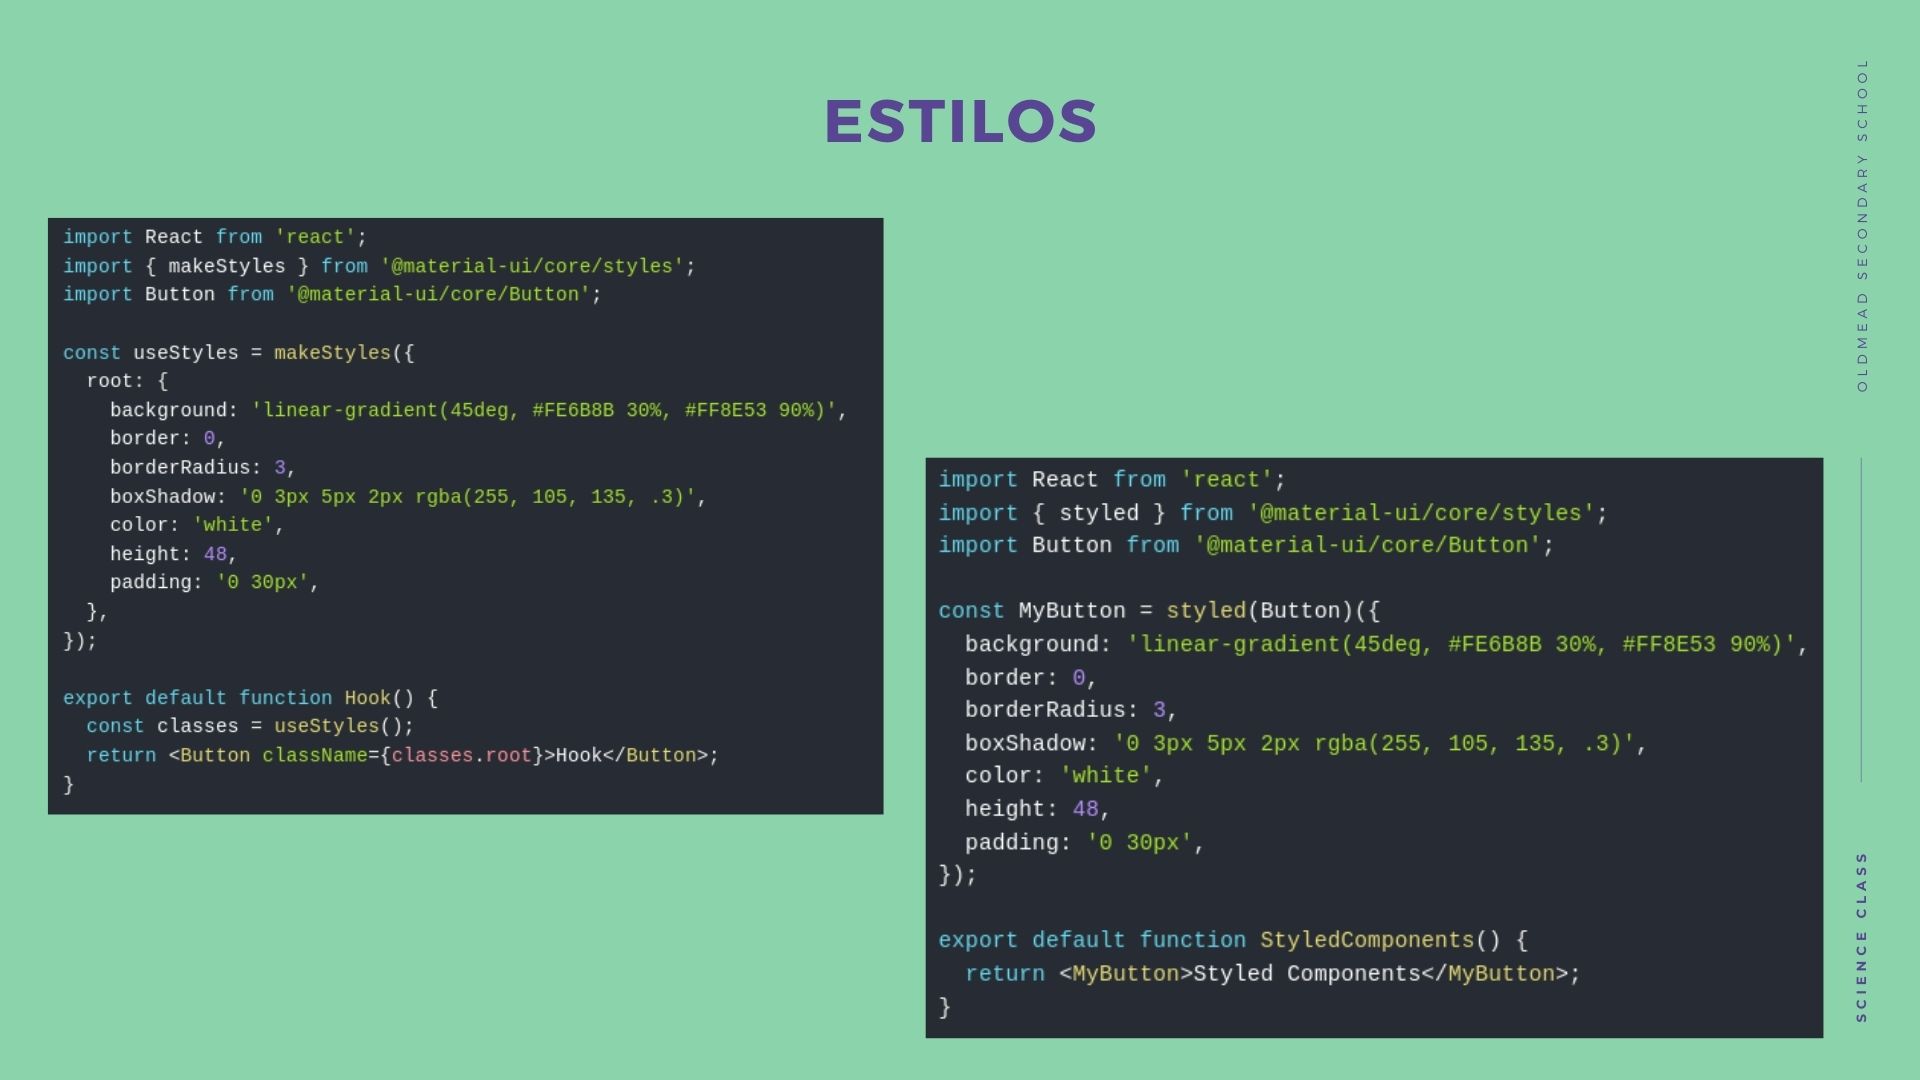 ESTILOS
import React from 'react';
import { makeStyles } from '@material-ui/core/styles';
import Button from '@material-ui/core/Button';
const useStyles = makeStyles({
root: {
background: 'linear-gradient(45deg, #FE6B8B 30%, #FF8E53 90%)',
border: 0,
borderRadius: 3,
boxShadow: '0 3px 5px 2px rgba(255, 105, 135, .3)',
color: 'white',
height: 48,
padding: '0 30px',
},
});
export default function Hook() {
const classes = useStyles();
return <Button className={classes.root}>Hook</Button>;
}
import React from 'react';
import { styled } from '@material-ui/core/styles';
import Button from '@material-ui/core/Button';
const MyButton = styled(Button)({
background: 'linear-gradient(45deg, #FE6B8B 30%, #FF8E53 90%)',
border: 0,
borderRadius: 3,
boxShadow: '0 3px 5px 2px rgba(255, 105, 135, .3)',
color: 'white',
height: 48,
padding: '0 30px',
});
export default function StyledComponents() {
return <MyButton>Styled Components</MyButton>;
}
OLDMEAD SECONDARY SCHOOL
SCIENCE CLASS